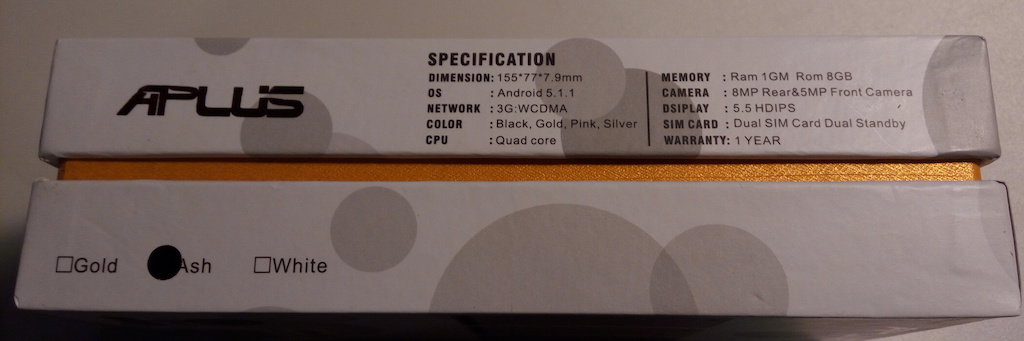 APLUS
SPECIFICATION
DIMENSION: 155*77*7.9mm
OS : Android 5.1.1
NETWORK : 3G:WCDMA
COLOR : Black, Gold, Pink, Silver
CPU : Quad core
MEMORY : Ram 1GM Rom 8GB
CAMERA : 8MP Rear&5MP Front Camera
DSIPLAY : 5.5 HDIPS
SIM CARD : Dual SIM Card Dual Standby
WARRANTY: 1 YEAR
☐Gold Ash ☐White